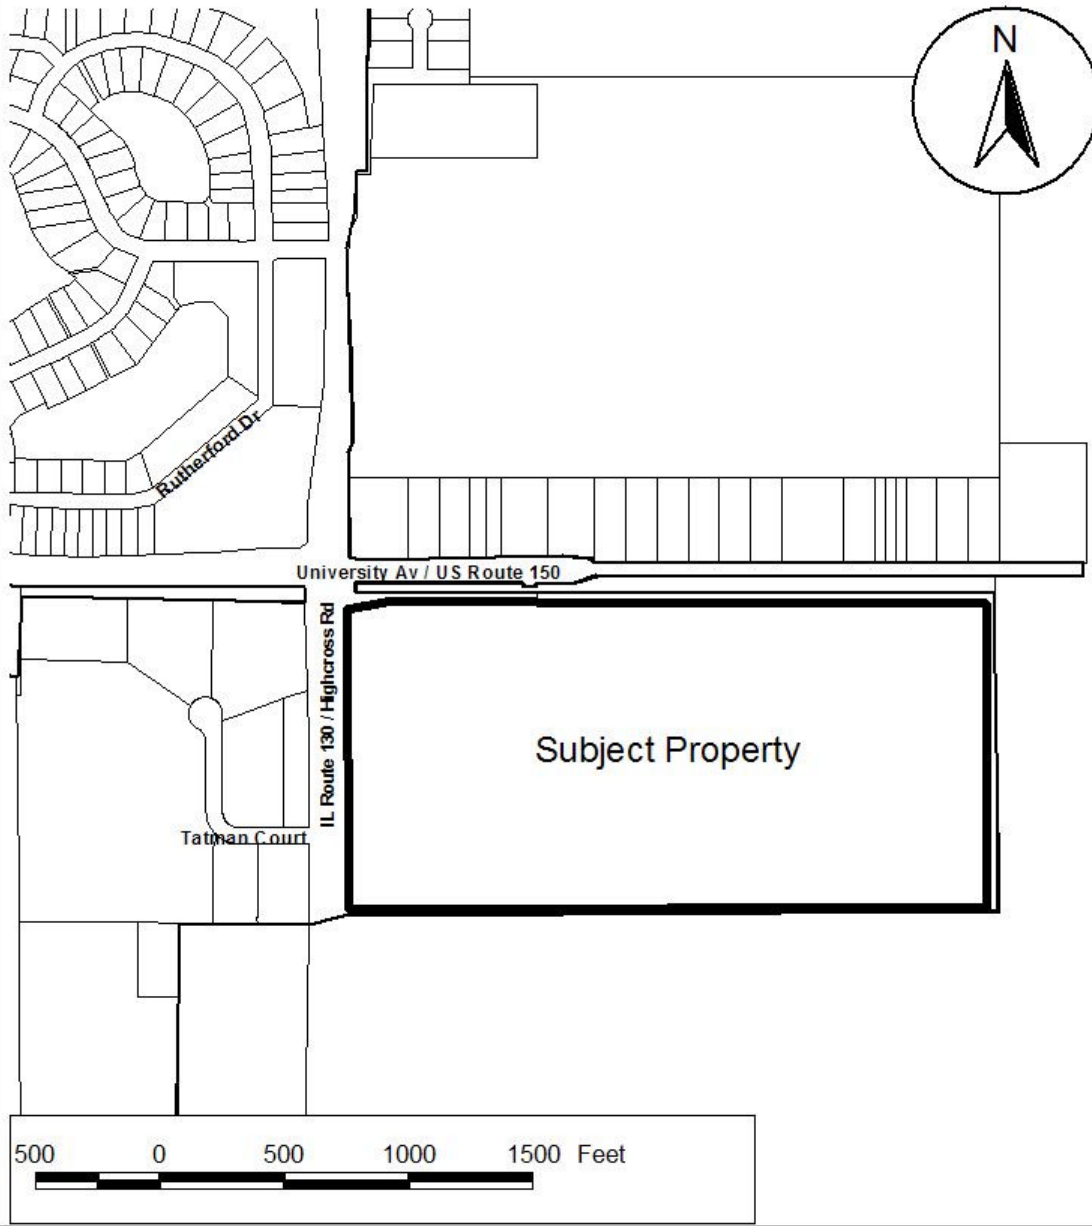 N
Rutherford Dr
University Av / US Route 150
IL Route 130 / Highcross Rd
Subject Property
Tatman Court
500 0 500 1000 1500 Feet